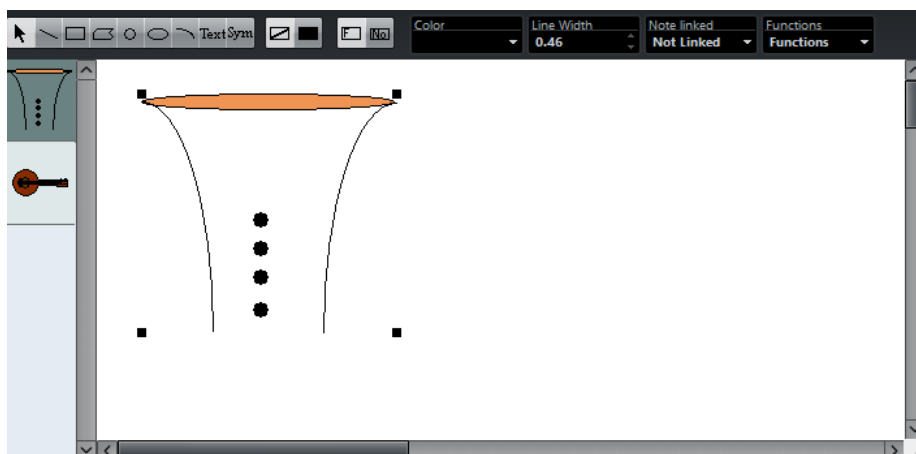 Text Sym F No
Color
Line Width
0.46
Note linked
Not Linked
Functions
Functions